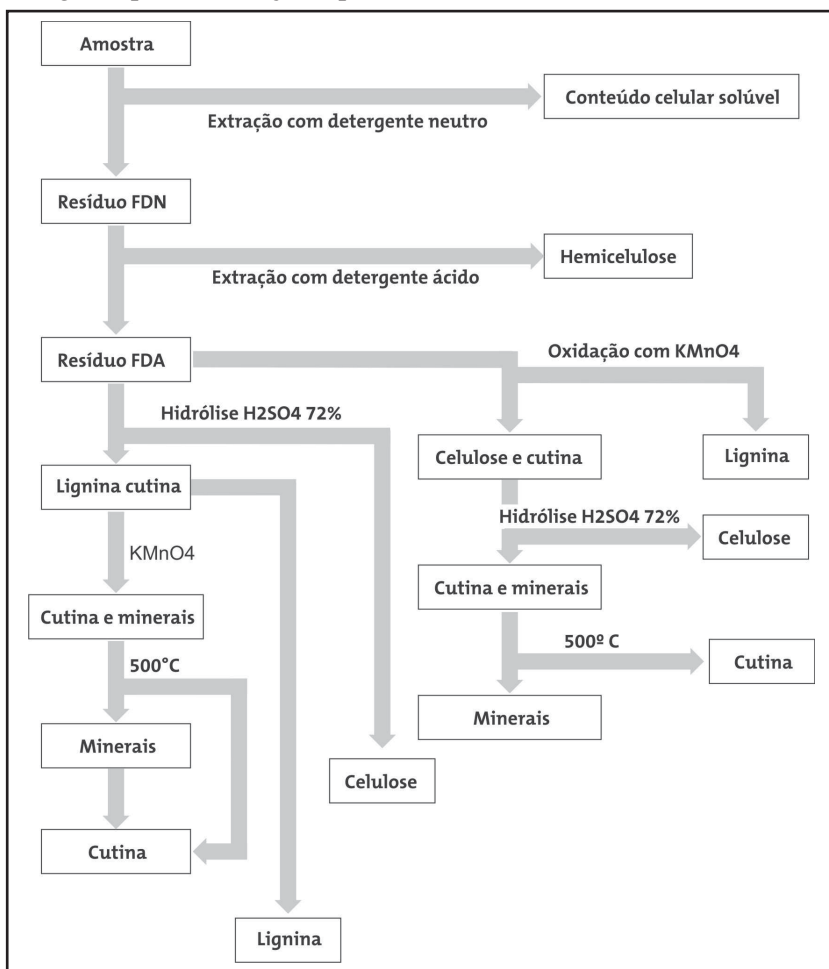 Amostra
Conteúdo celular solúvel
Extração com detergente neutro
Resíduo FDN
Hemicelulose
Extração com detergente ácido
Oxidação com KMnO4
Resíduo FDA
Hidrólise H2SO4 72%
Celulose e cutina
Lignina
Lignina cutina
Hidrólise H2SO4 72%
Celulose
KMnO4
Cutina e minerais
Cutina e minerais
500°C
500º C
Cutina
Minerais
Minerais
Celulose
Cutina
Lignina